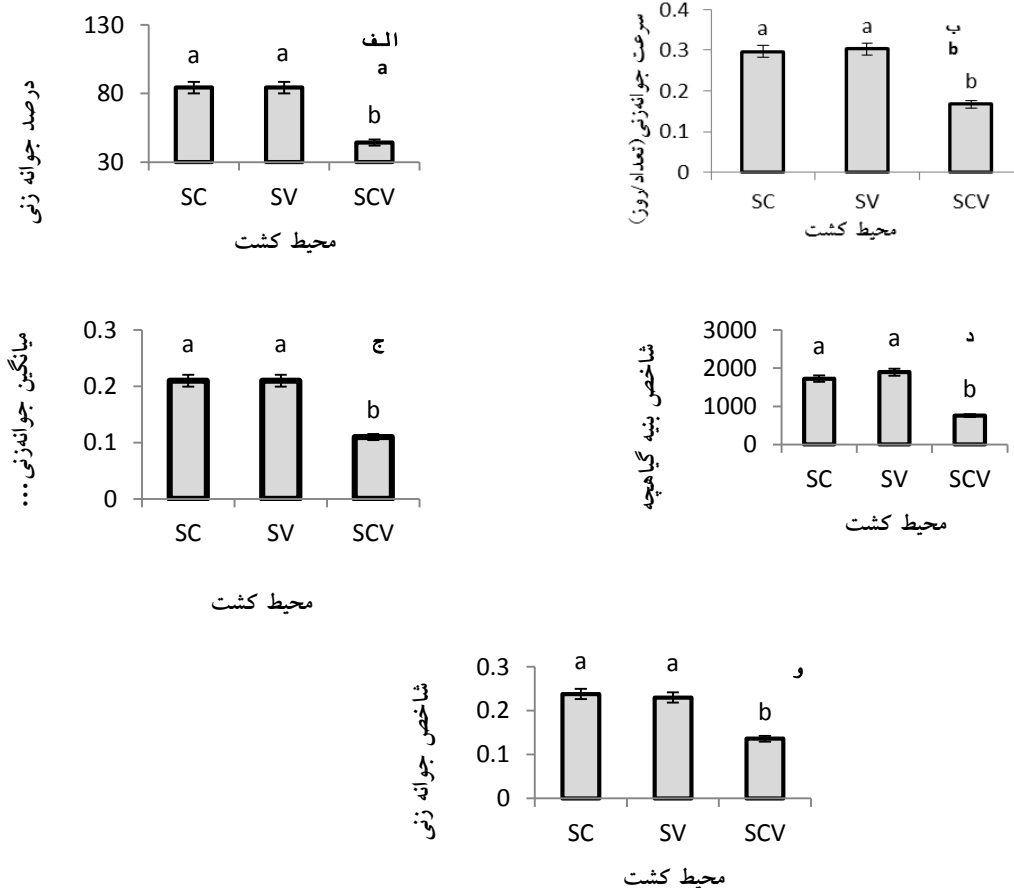 الف
a
درصد جوانه زنی
130
80
30
a
a
b
SC
SV
SCV
محیط کشت
ب
b
سرعت جوانه‌زنی(تعداد/روز)
0.4
0.3
0.2
0.1
0
a
a
b
SC
SV
SCV
محیط کشت
ج
میانگین جوانه‌زنی...
0.3
0.2
0.1
0
a
a
b
SC
SV
SCV
محیط کشت
د
شاخص بنیه گیاهچه
3000
2000
1000
0
a
a
b
SC
SV
SCV
محیط کشت
و
شاخص جوانه زنی
0.3
0.2
0.1
0
a
a
b
SC
SV
SCV
محیط کشت